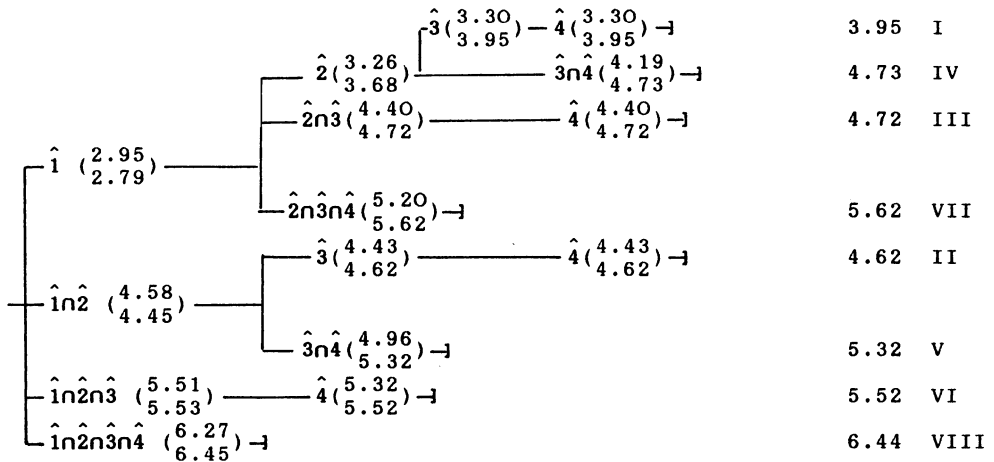 3̂(3.30 3.95) 4̂(3.30 3.95) 3.95 I
2̂(3.26 3.68) 3̂∩4̂(4.19 4.73) 4.73 IV
2̂∩3̂(4.40 4.72) 4̂(4.40 4.72) 4.72 III
1̂ (2.95 2.79)
2̂∩3̂∩4̂(5.20 5.62) 5.62 VII
3̂(4.43 4.62) 4̂(4.43 4.62) 4.62 II
1̂∩2̂ (4.58 4.45)
3̂∩4̂(4.96 5.32) 5.32 V
1̂∩2̂∩3̂ (5.51 5.53) 4̂(5.32 5.52) 5.52 VI
1̂∩2̂∩3̂∩4̂ (6.27 6.45) 6.44 VIII